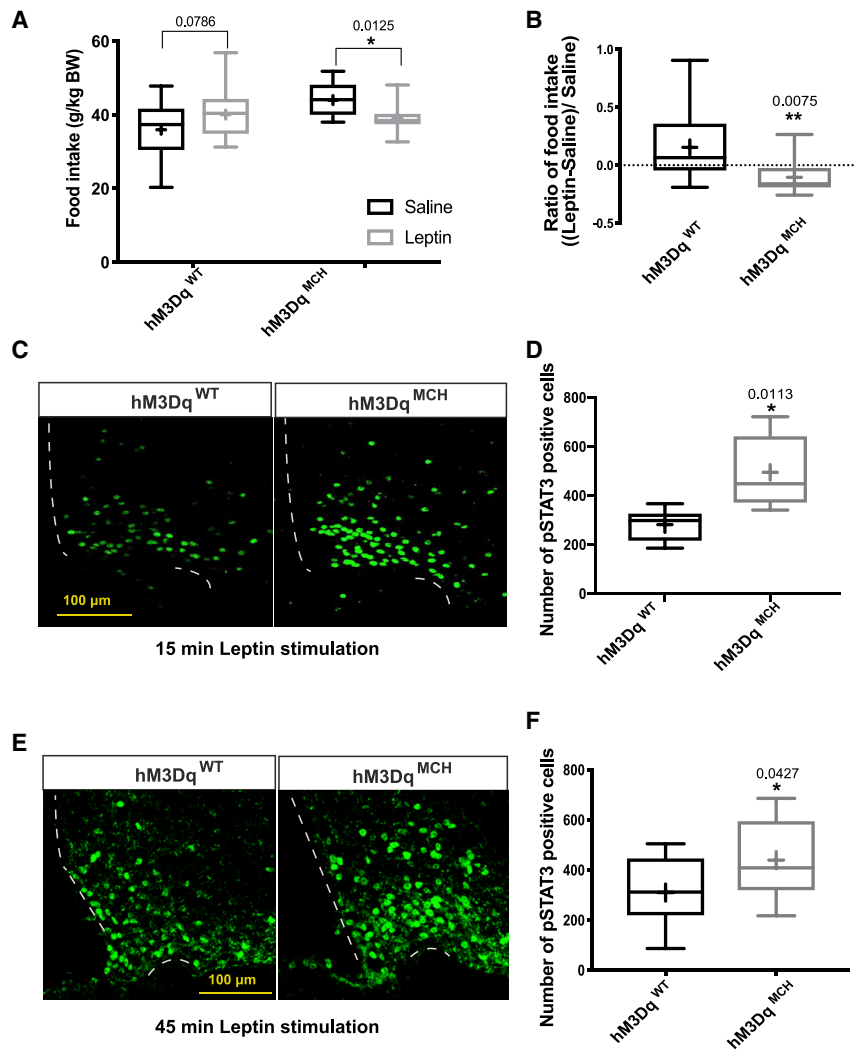 A
Food intake (g/kg BW)
60
40
20
0
0.0786
0.0125
*
Saline
Leptin
hM3Dq WT
hM3Dq MCH
B
Ratio of food intake
((Leptin-Saline)/ Saline)
1.0
0.5
0.0
-0.5
0.0075
**
hM3Dq WT
hM3Dq MCH
C
hM3Dq WT
hM3Dq MCH
100 µm
15 min Leptin stimulation
D
Number of pSTAT3 positive cells
800
600
400
200
0
0.0113
*
hM3Dq WT
hM3Dq MCH
E
hM3Dq WT
hM3Dq MCH
100 µm
45 min Leptin stimulation
F
Number of pSTAT3 positive cells
800
600
400
200
0
0.0427
*
hM3Dq WT
hM3Dq MCH